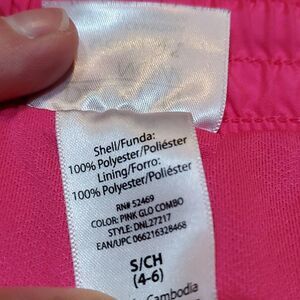 Shell/Funda:
100% Polyester/Poliéster
Lining/Forro:
100% Polyester/Poliéster
RN# 52469
COLOR: PINK GLO COMBO
STYLE: DNL27217
EAN/UPC 066216328468
S/CH
(4-6)
Cambodia